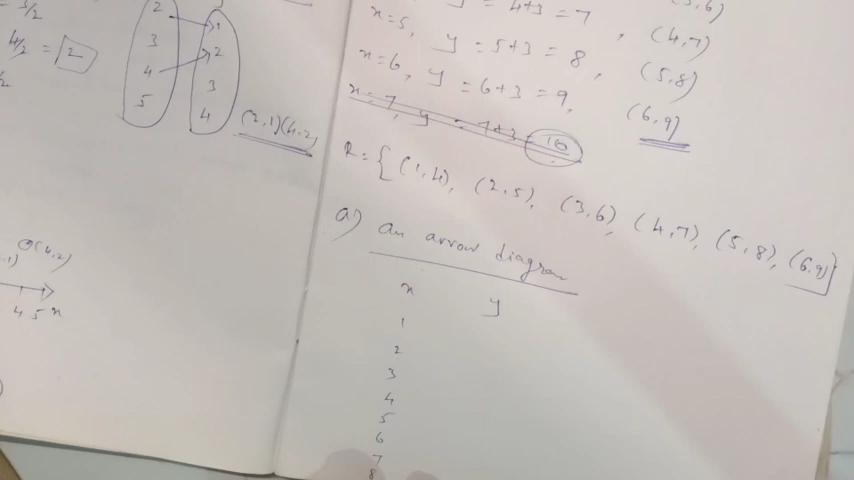 = 3/2
4/2 = 2
2
3
4
5
1
2
3
4
(2,1)(4,2)
(4,2)
4 5 x
y = 4+3 = 7, (4,7)
x=5, y = 5+3 = 8, (5,8)
x=6, y = 6+3 = 9, (6,9)
x=7, y = 7+3 = 10
R = { (1,4), (2,5), (3,6), (4,7), (5,8), (6,9)
a) an arrow diagram
x y
1
2
3
4
5
6
7
8